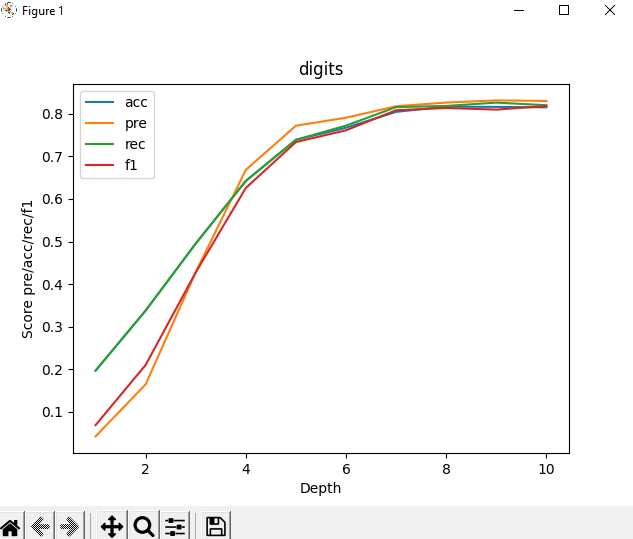 Figure 1
digits
acc
pre
rec
f1
0.8
0.7
0.6
0.5
0.4
0.3
0.2
0.1
Score pre/acc/rec/f1
2 4 6 8 10
Depth